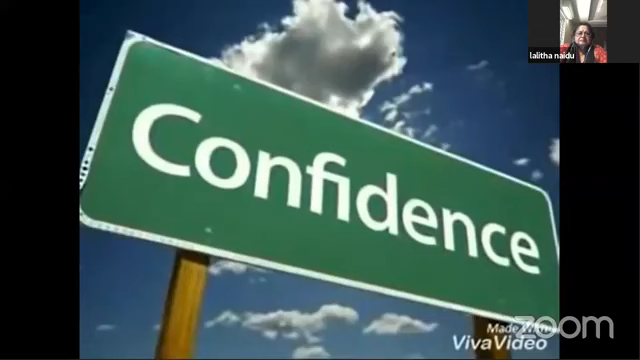 lalitha naidu
Confidence
Made With
VivaVideo
zoom